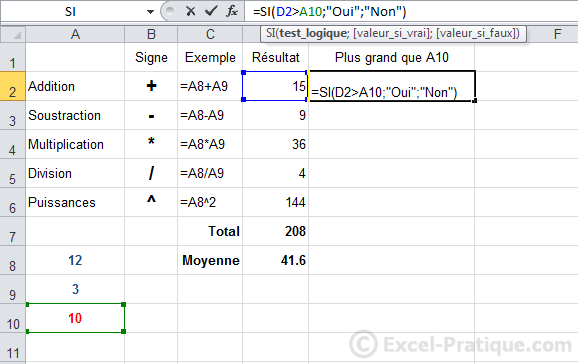 SI =SI(D2>A10;"Oui";"Non")
SI(test_logique; [valeur_si_vrai]; [valeur_si_faux])
A B C D F
1 Signe Exemple Résultat Plus grand que A10
2 Addition + =A8+A9 15 =SI(D2>A10;"Oui";"Non")
3 Soustraction - =A8-A9 9
4 Multiplication * =A8*A9 36
5 Division / =A8/A9 4
6 Puissances ^ =A8^2 144
7 Total 208
8 12 Moyenne 41.6
9 3
10 10
11 © Excel-Pratique.com